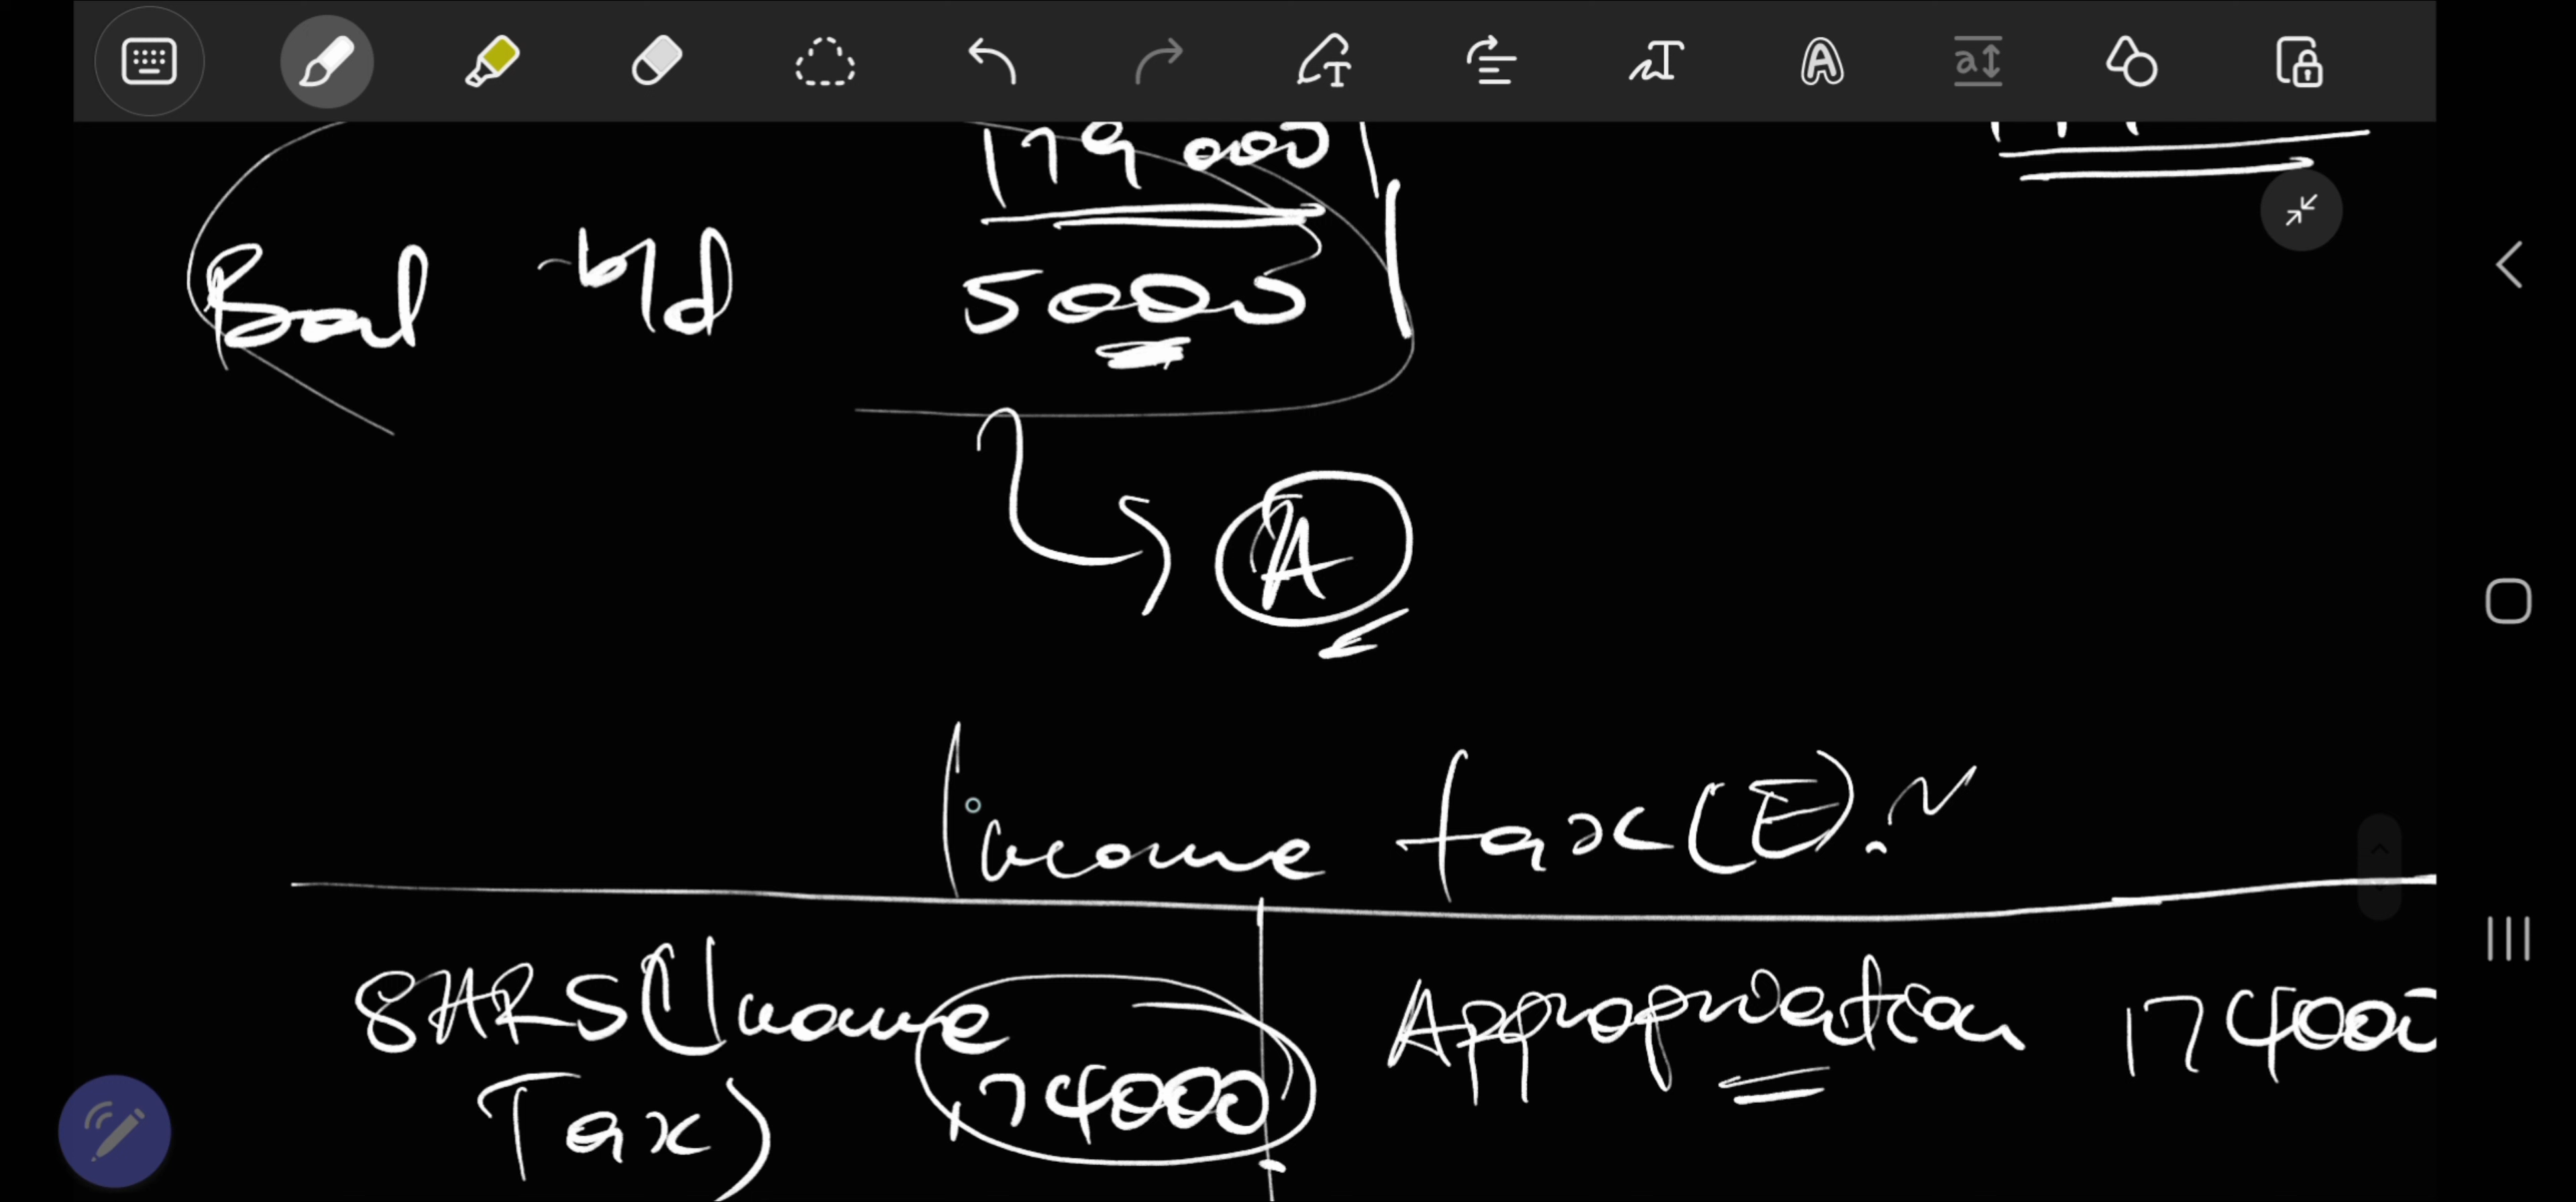 179 000
Bal b/d 5000
A
Income tax (E)
SARS (Income Appropriation 174000
Tax) 174000